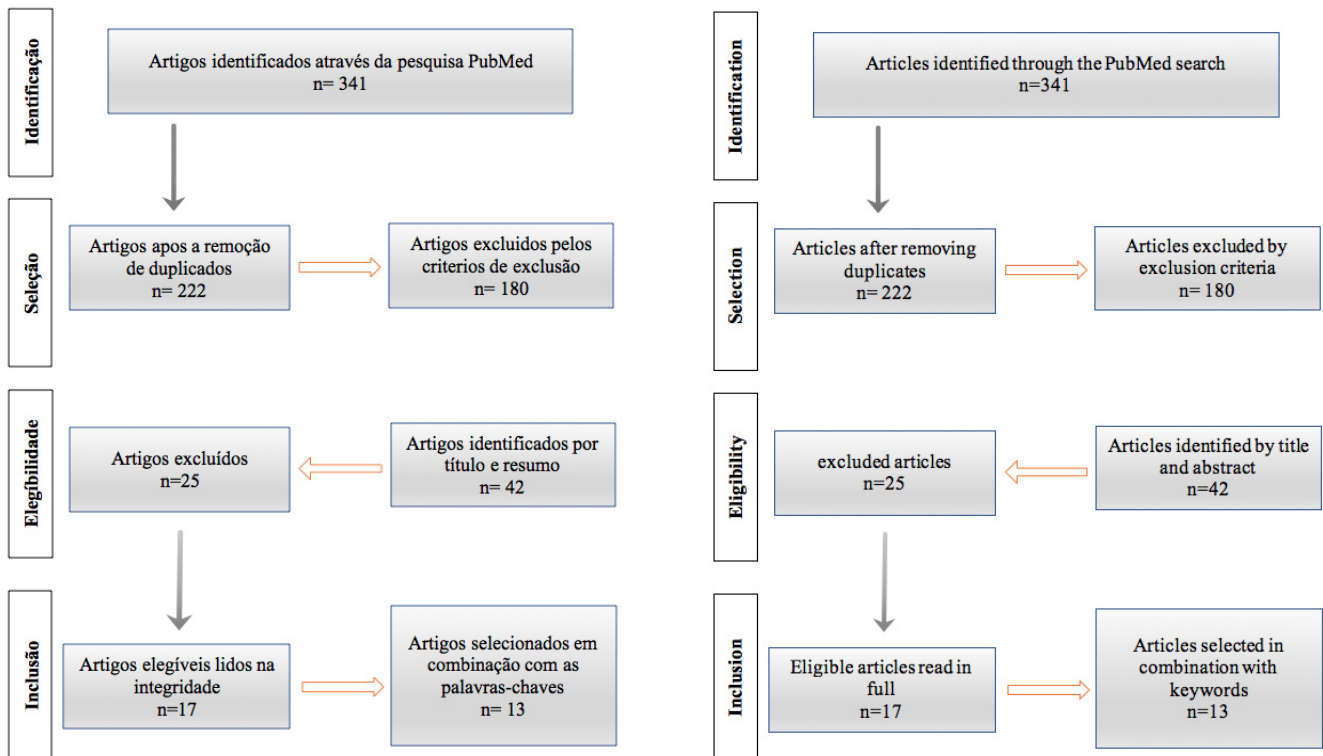 Identificação
Artigos identificados através da pesquisa PubMed
n= 341
Seleção
Artigos apos a remoção
de duplicados
n= 222
Artigos excluidos pelos
criterios de exclusão
n= 180
Elegibilidade
Artigos excluídos
n=25
Artigos identificados por
título e resumo
n= 42
Inclusão
Artigos elegíveis lidos na
integridade
n=17
Artigos selecionados em
combinação com as
palavras-chaves
n= 13
Identification
Articles identified through the PubMed search
n=341
Selection
Articles after removing
duplicates
n= 222
Articles excluded by
exclusion criteria
n= 180
Eligibility
excluded articles
n=25
Articles identified by title
and abstract
n=42
Inclusion
Eligible articles read in
full
n=17
Articles selected in
combination with
keywords
n=13